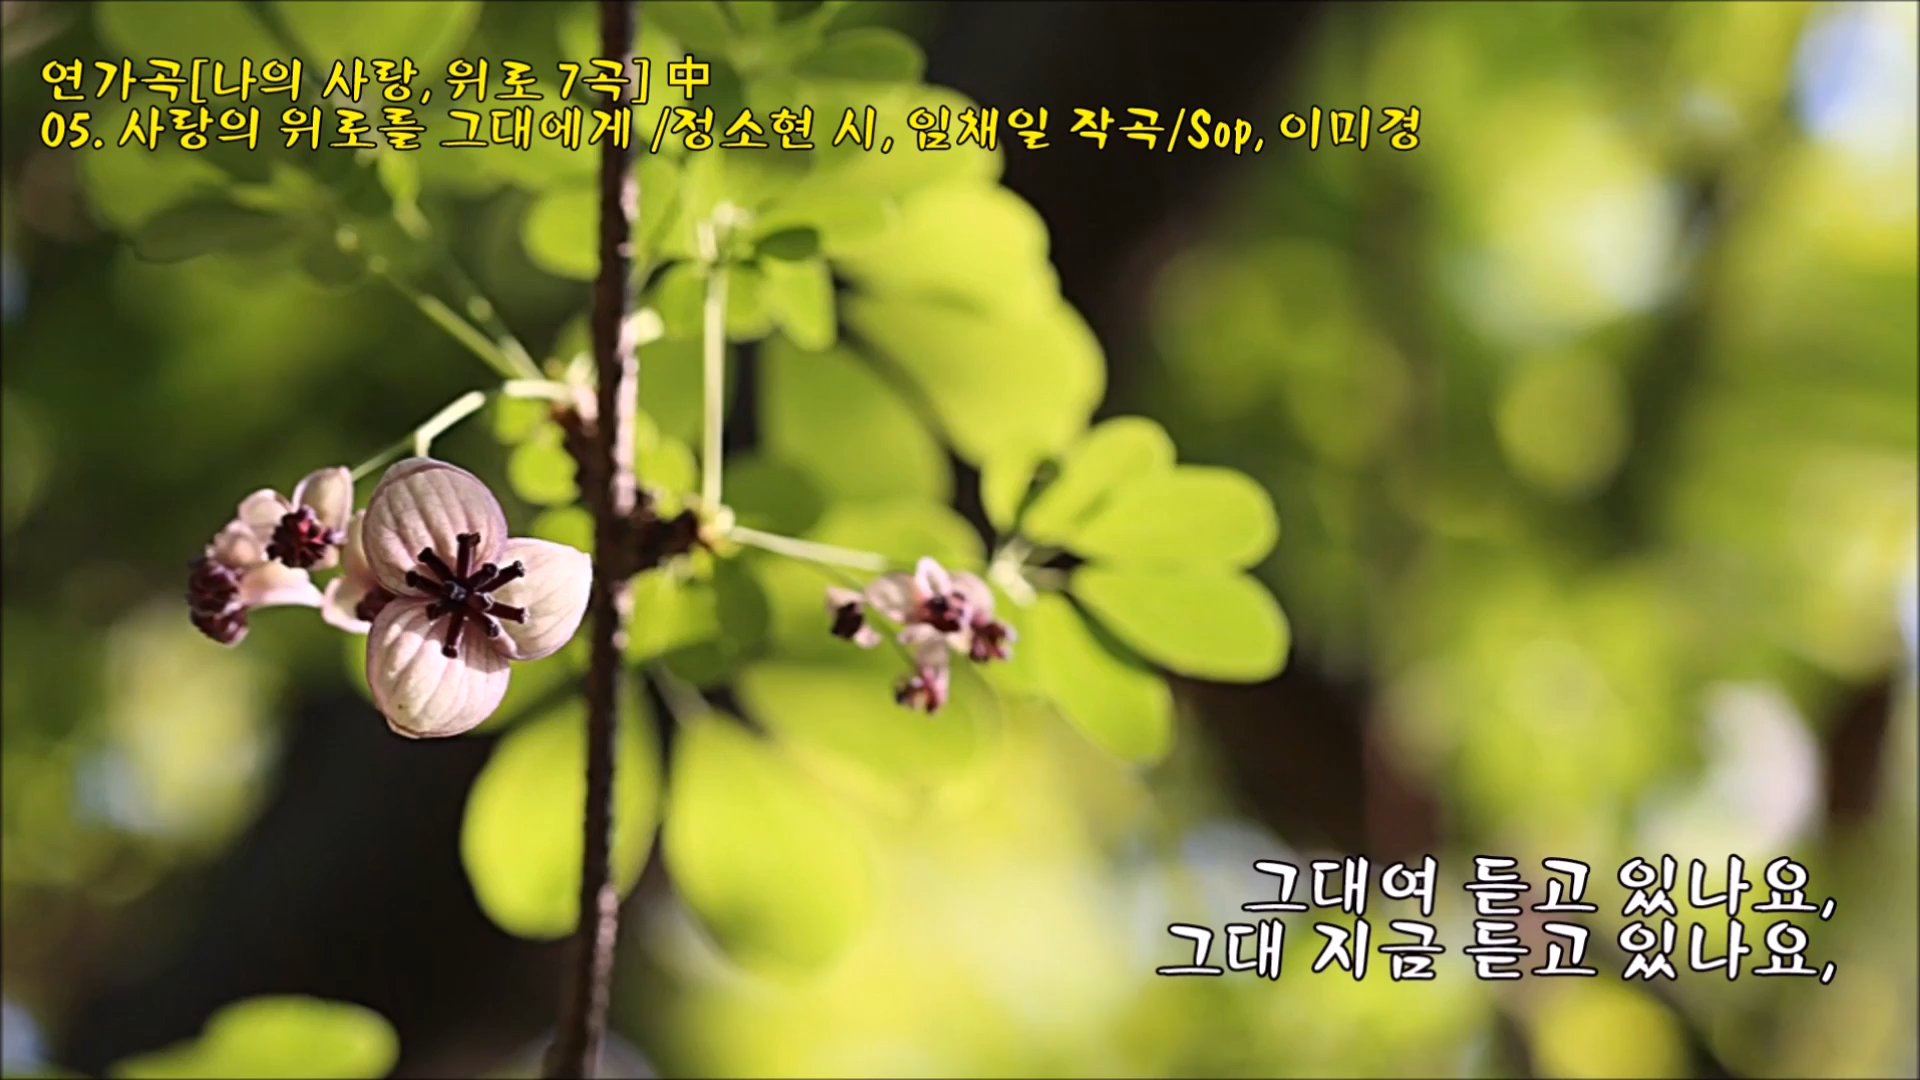 연가곡[나의 사랑, 위로 7곡] 中
05. 사랑의 위로를 그대에게 /정소현 시, 임채일 작곡/Sop, 이미경
그대여 듣고 있나요,
그대 지금 듣고 있나요,